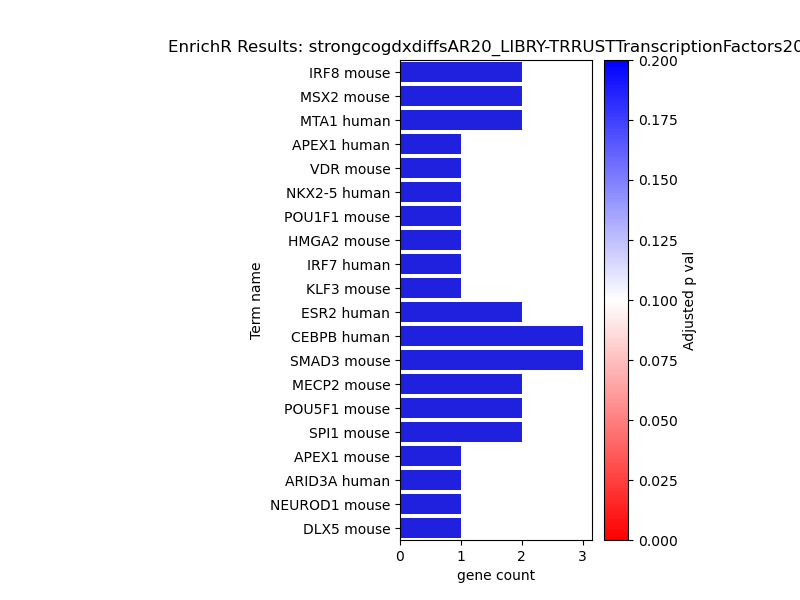 EnrichR Results: strongcogdxdiffsAR20_LIBRY-TRRUSTTranscriptionFactors20
IRF8 mouse
MSX2 mouse
MTA1 human
APEX1 human
VDR mouse
NKX2-5 human
POU1F1 mouse
HMGA2 mouse
IRF7 human
KLF3 mouse
ESR2 human
CEBPB human
SMAD3 mouse
MECP2 mouse
POU5F1 mouse
SPI1 mouse
APEX1 mouse
ARID3A human
NEUROD1 mouse
DLX5 mouse
Term name
0 1 2 3
gene count
0.200
0.175
0.150
0.125
0.100
0.075
0.050
0.025
0.000
Adjusted p val